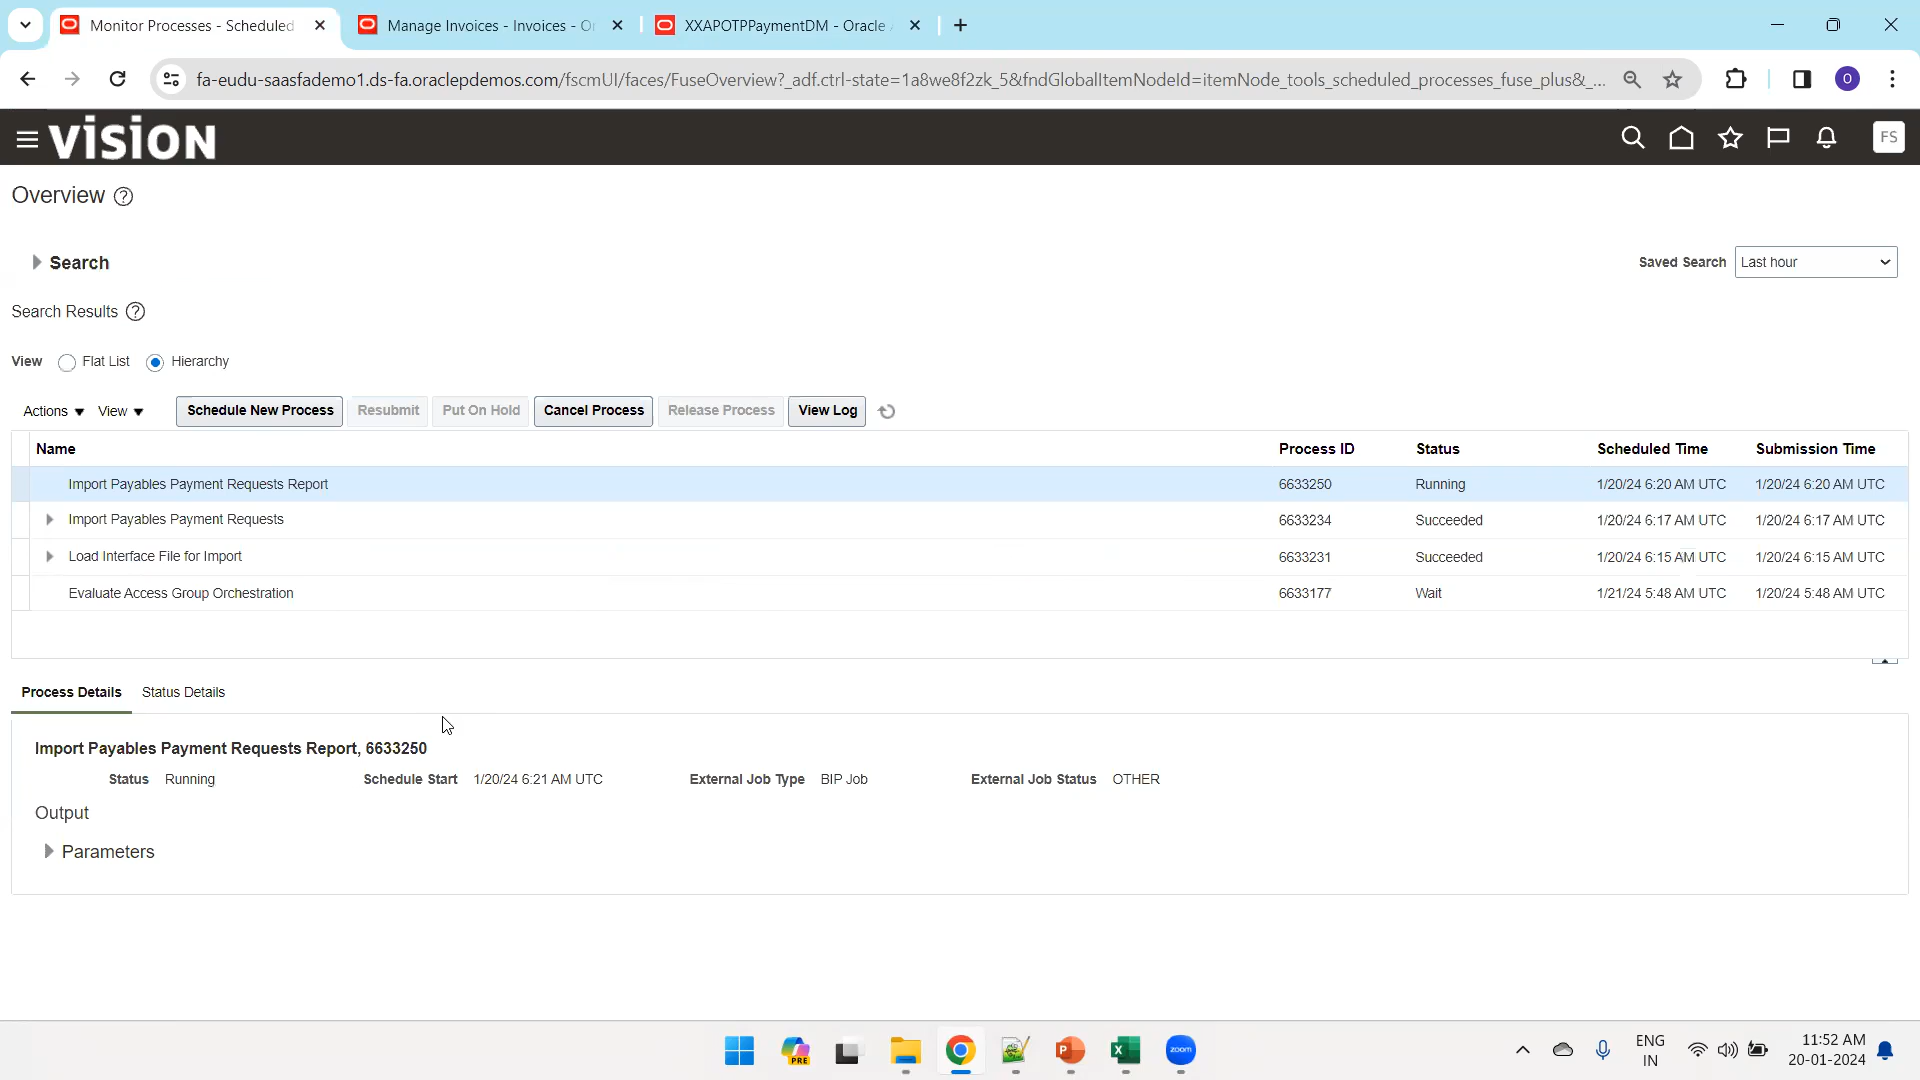 Monitor Processes - Scheduled
Manage Invoices - Invoices - Or
XXAPOTPPaymentDM - Oracle
fa-eudu-saasfademo1.ds-fa.oraclepdemos.com/fscmUI/faces/FuseOverview?_adf.ctrl-state=1a8we8f2zk_5&fndGlobalItemNodeId=itemNode_tools_scheduled_processes_fuse_plus&_...
O
VISION
FS
Overview ?
Search
Saved Search Last hour
Search Results ?
View Flat List Hierarchy
Actions View Schedule New Process Resubmit Put On Hold Cancel Process Release Process View Log
Name Process ID Status Scheduled Time Submission Time
Import Payables Payment Requests Report 6633250 Running 1/20/24 6:20 AM UTC 1/20/24 6:20 AM UTC
Import Payables Payment Requests 6633234 Succeeded 1/20/24 6:17 AM UTC 1/20/24 6:17 AM UTC
Load Interface File for Import 6633231 Succeeded 1/20/24 6:15 AM UTC 1/20/24 6:15 AM UTC
Evaluate Access Group Orchestration 6633177 Wait 1/21/24 5:48 AM UTC 1/20/24 5:48 AM UTC
Process Details Status Details
Import Payables Payment Requests Report, 6633250
Status Running Schedule Start 1/20/24 6:21 AM UTC External Job Type BIP Job External Job Status OTHER
Output
Parameters
PRE
P
zoom
ENG
IN
11:52 AM
20-01-2024